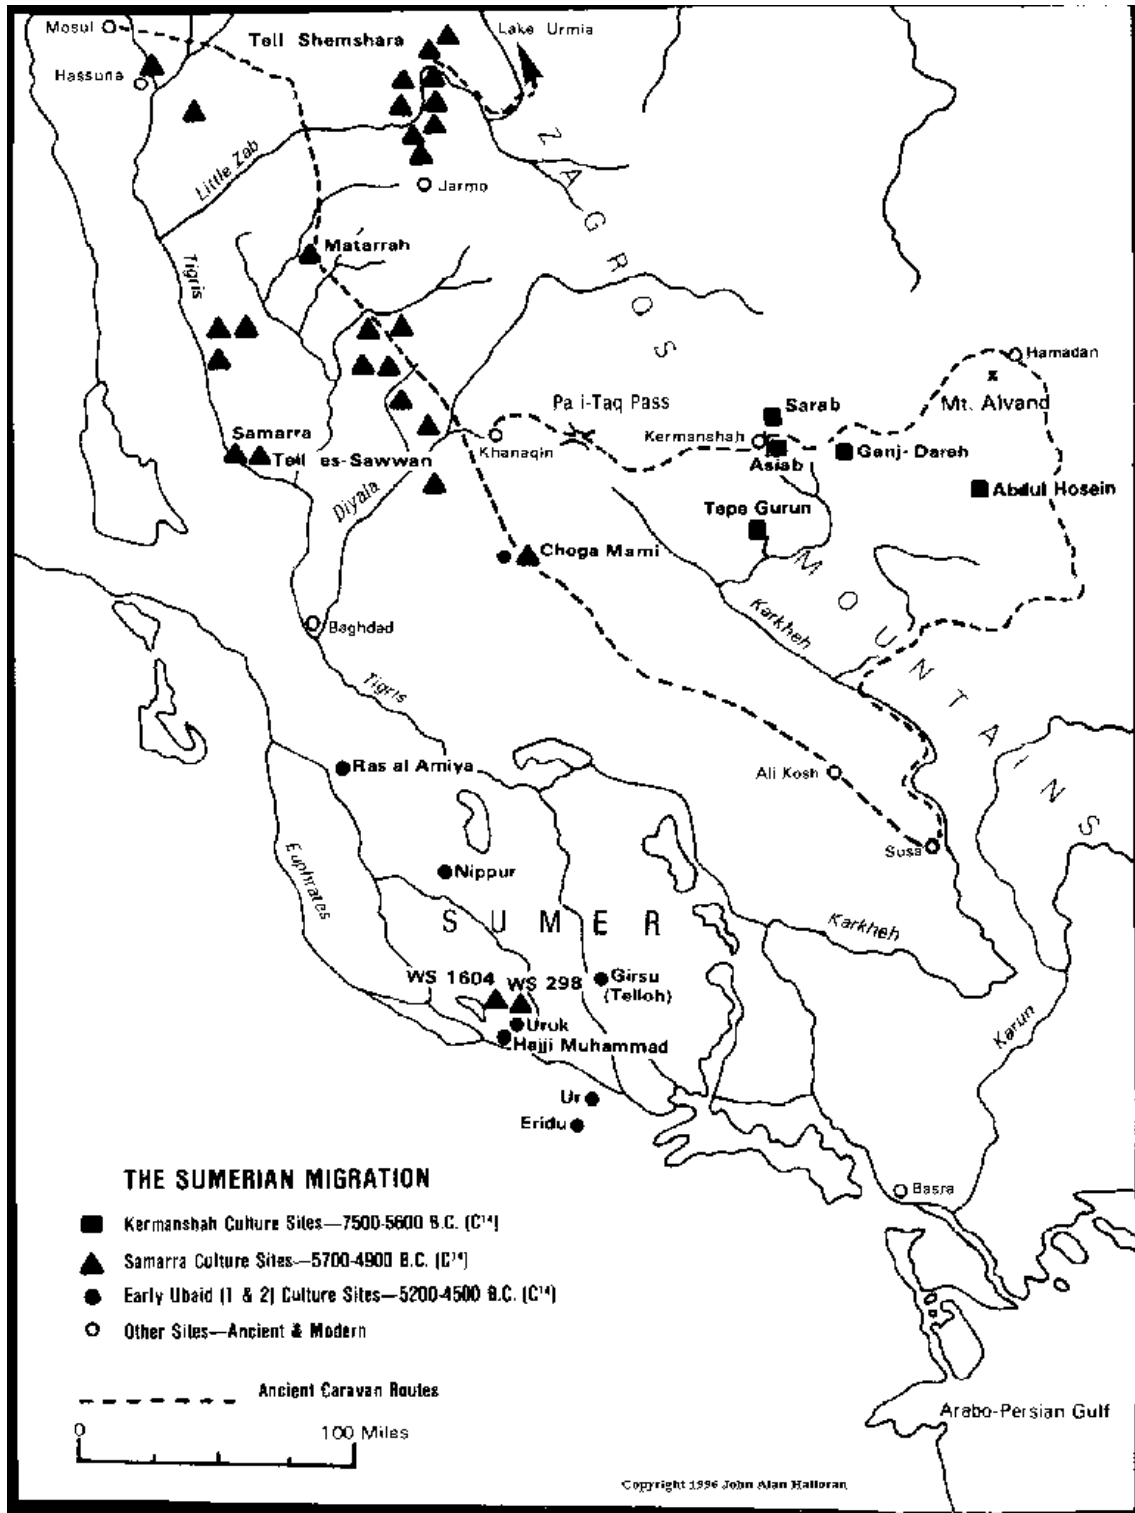 Mosul
Tell Shemshara
Lake Urmia
Hassuna
Little Zab
Jarmo
ZAGROS
Matarrah
Tigris
Hamadan
Mt. Alvand
Pa i-Taq Pass
Sarab
Kermanshah
Khanaqin
Asiab
Ganj-Dareh
Samarra
Tell es-Sawwan
Abdul Hosein
Diyala
Tepe Gurun
Choga Mami
MOUNTAINS
Karkheh
Baghdad
Tigris
Ras al Amiya
Ali Kosh
Susa
Euphrates
Nippur
SUMER
Karkheh
WS 1604
WS 298
Girsu
(Telloh)
Uruk
Hajji Muhammad
Karun
Ur
Eridu
THE SUMERIAN MIGRATION
Kermanshah Culture Sites—7500-5600 B.C. (C¹⁴)
Basra
Samarra Culture Sites—5700-4900 B.C. (C¹⁴)
Early Ubaid (1 & 2) Culture Sites—5200-4500 B.C. (C¹⁴)
Other Sites—Ancient & Modern
Ancient Caravan Routes
0
100 Miles
Arabo-Persian Gulf
Copyright 1996 John Alan Halloran